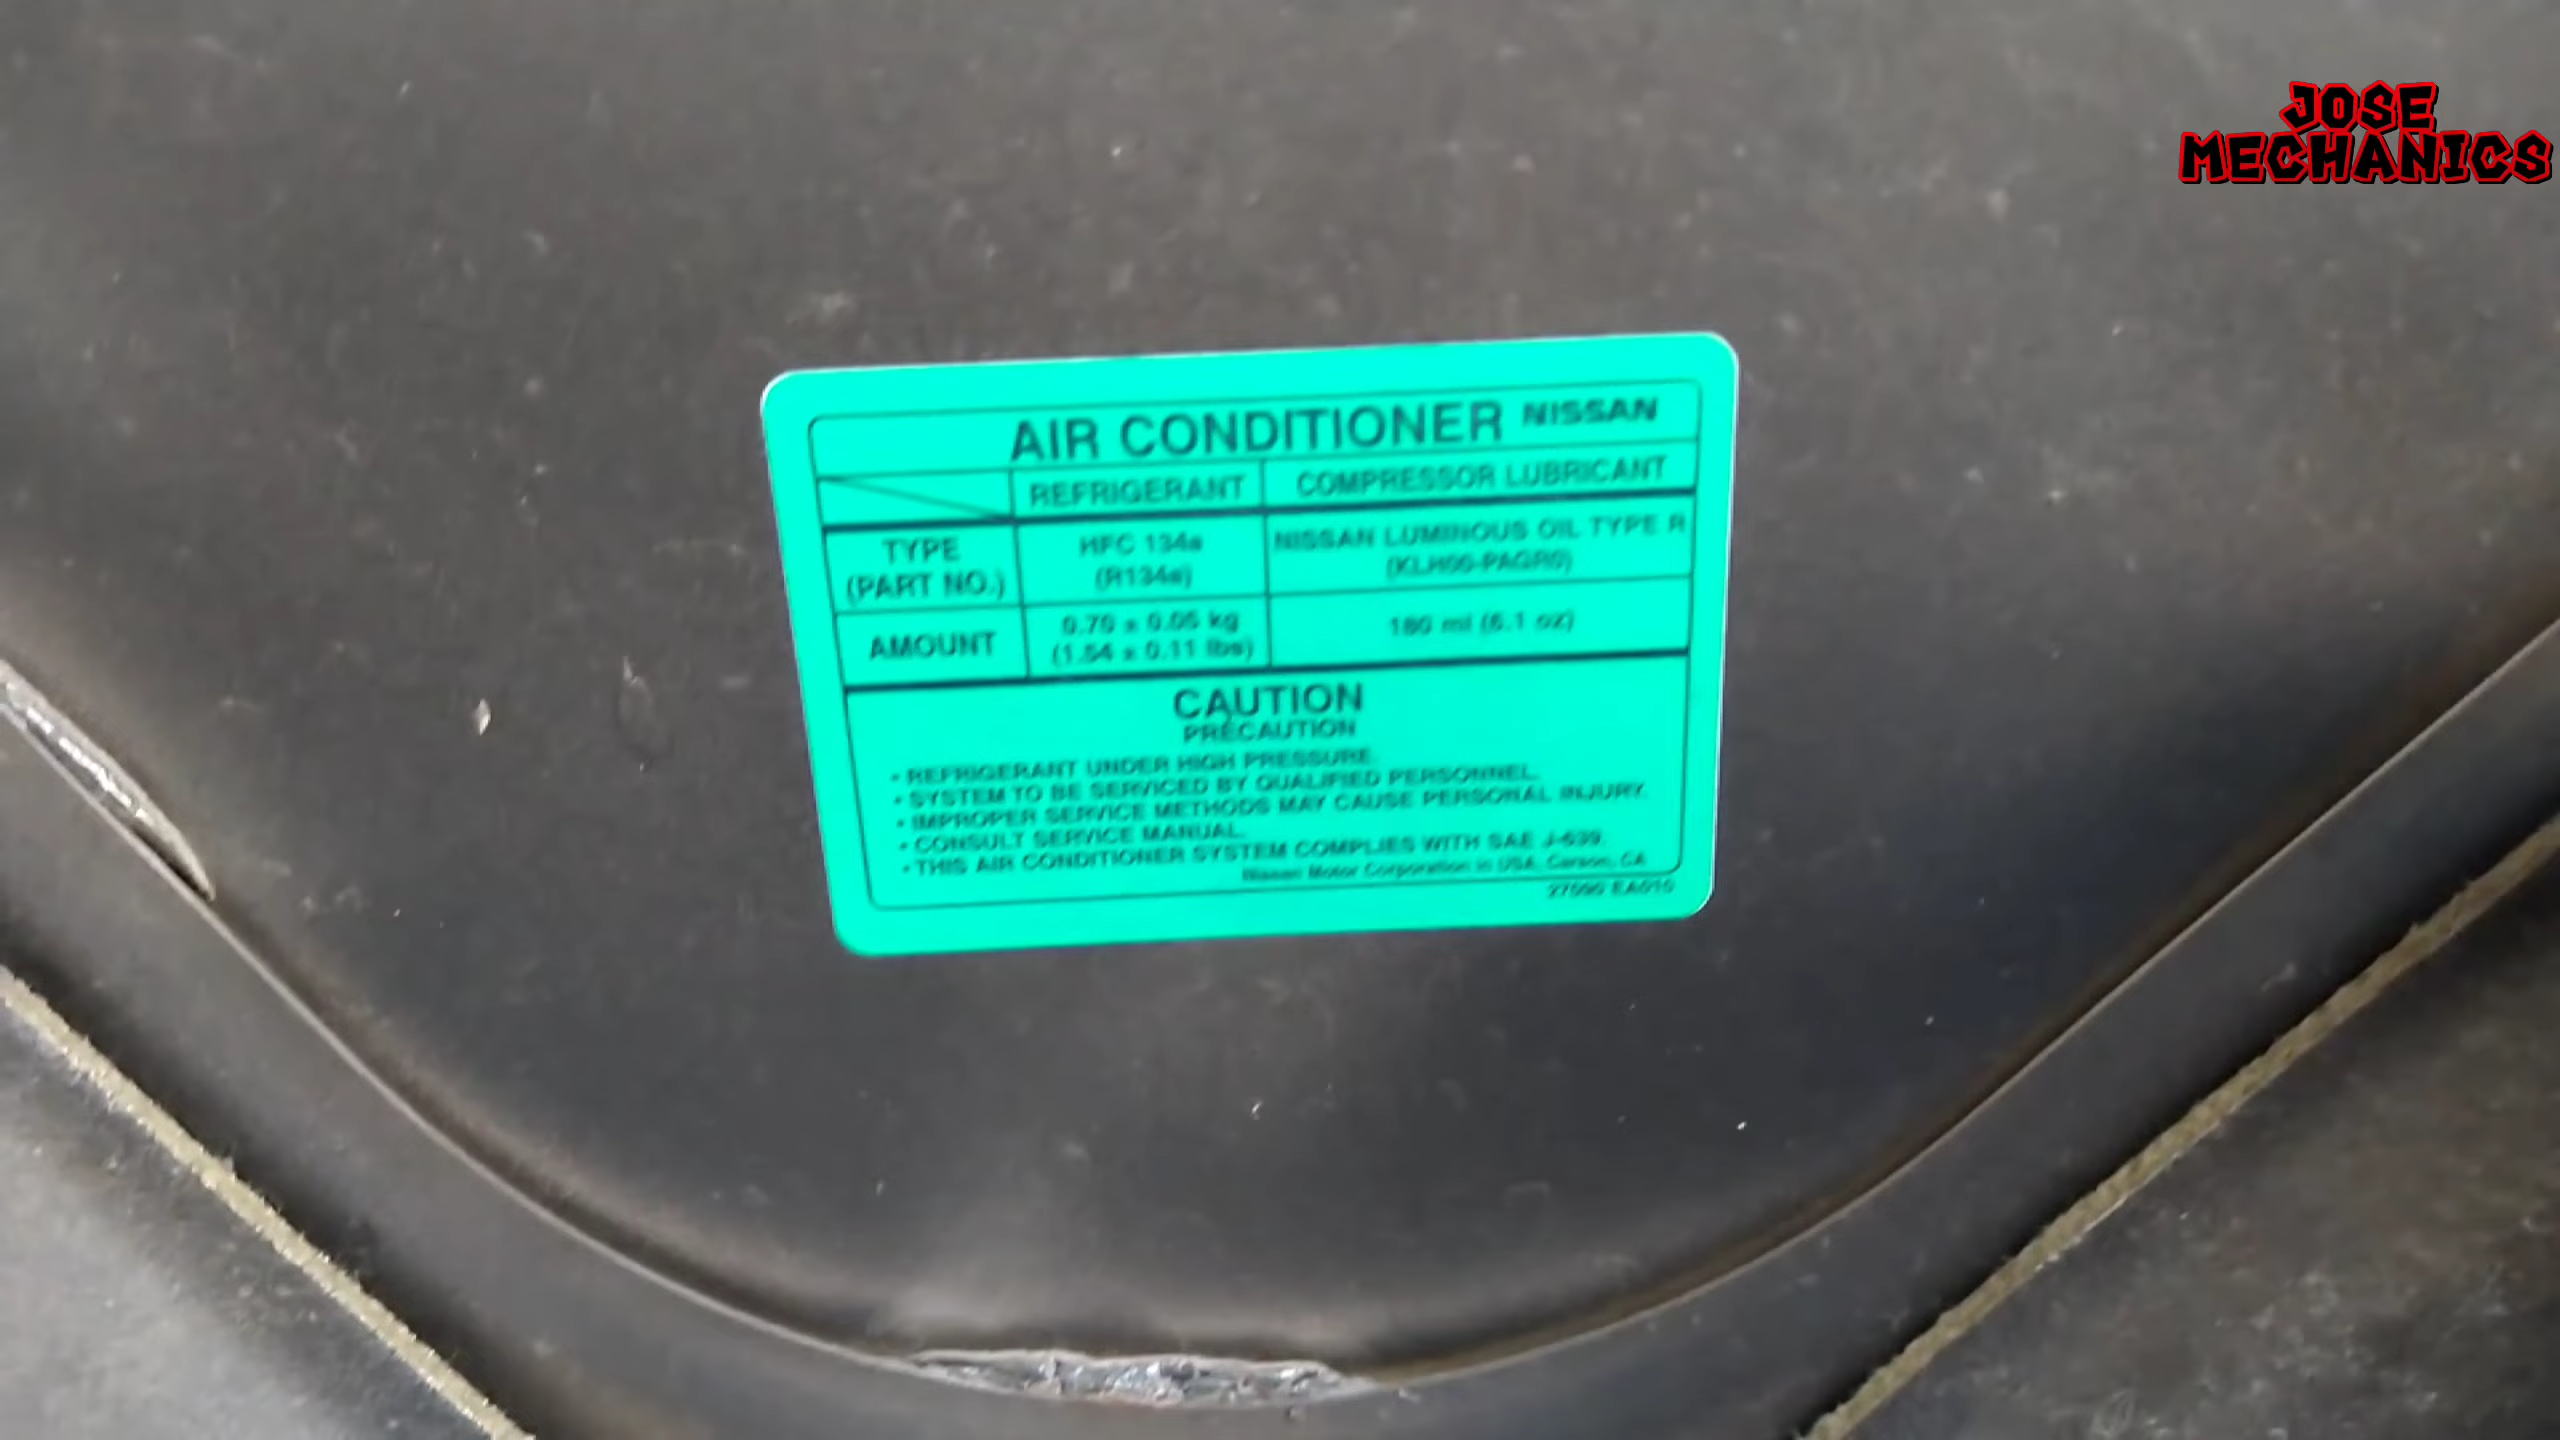 JOSE
MECHANICS
AIR CONDITIONER NISSAN
REFRIGERANT COMPRESSOR LUBRICANT
TYPE HFC 134a NISSAN LUMINOUS OIL TYPE R
(PART NO.) (R134a) (KLH00-PAGR0)
AMOUNT 0.70 ± 0.05 kg 180 ml (6.1 oz)
(1.54 ± 0.11 lbs)
CAUTION
PRÉCAUTION
• REFRIGERANT UNDER HIGH PRESSURE.
• SYSTEM TO BE SERVICED BY QUALIFIED PERSONNEL.
• IMPROPER SERVICE METHODS MAY CAUSE PERSONAL INJURY.
• CONSULT SERVICE MANUAL.
• THIS AIR CONDITIONER SYSTEM COMPLIES WITH SAE J-639.
Nissan Motor Corporation in USA, Carson, CA
27090 EA010